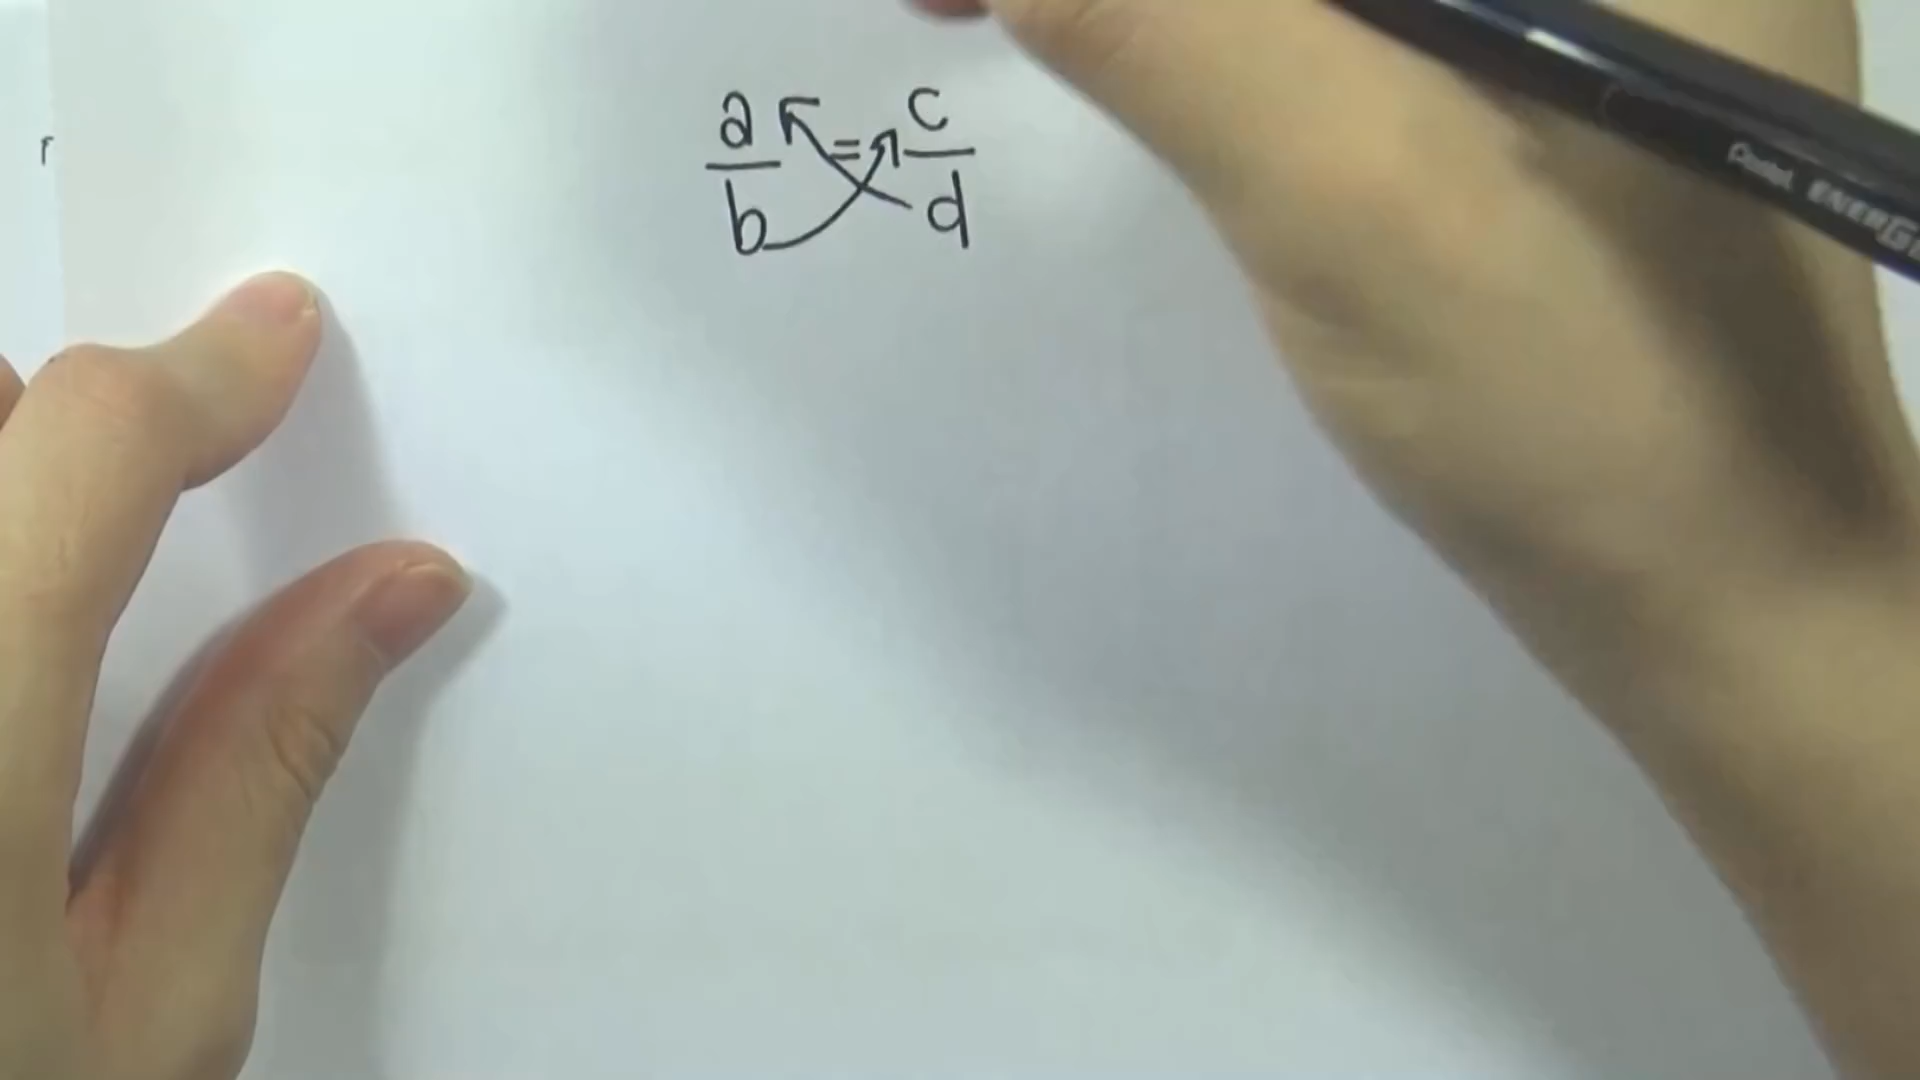 a/b = c/d
Pentel ENERG